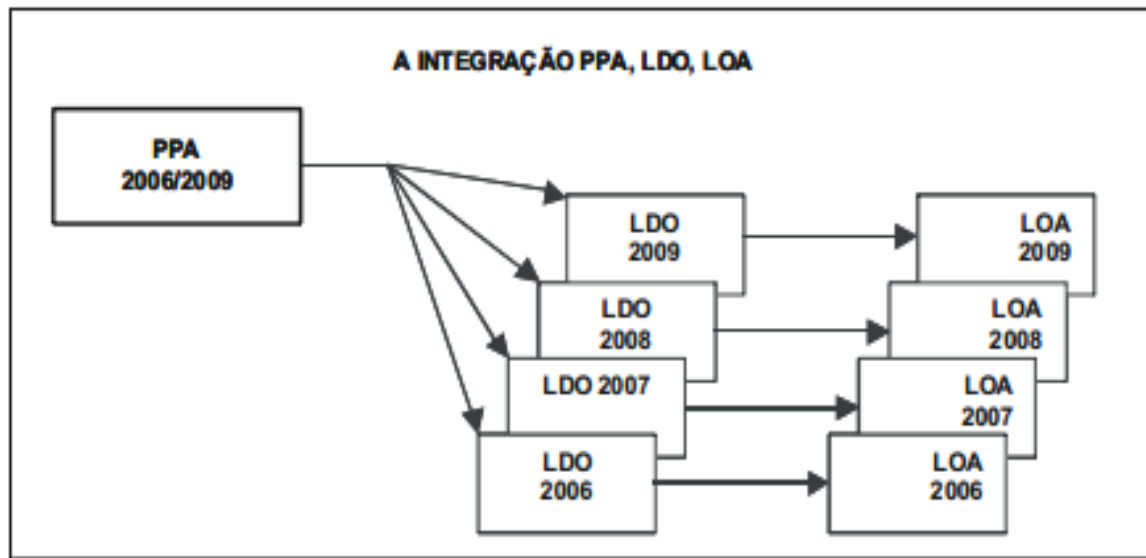 A INTEGRAÇÃO PPA, LDO, LOA
PPA
2006/2009
LDO
2009
LOA
2009
LDO
2008
LOA
2008
LDO 2007
LOA
2007
LDO
2006
LOA
2006